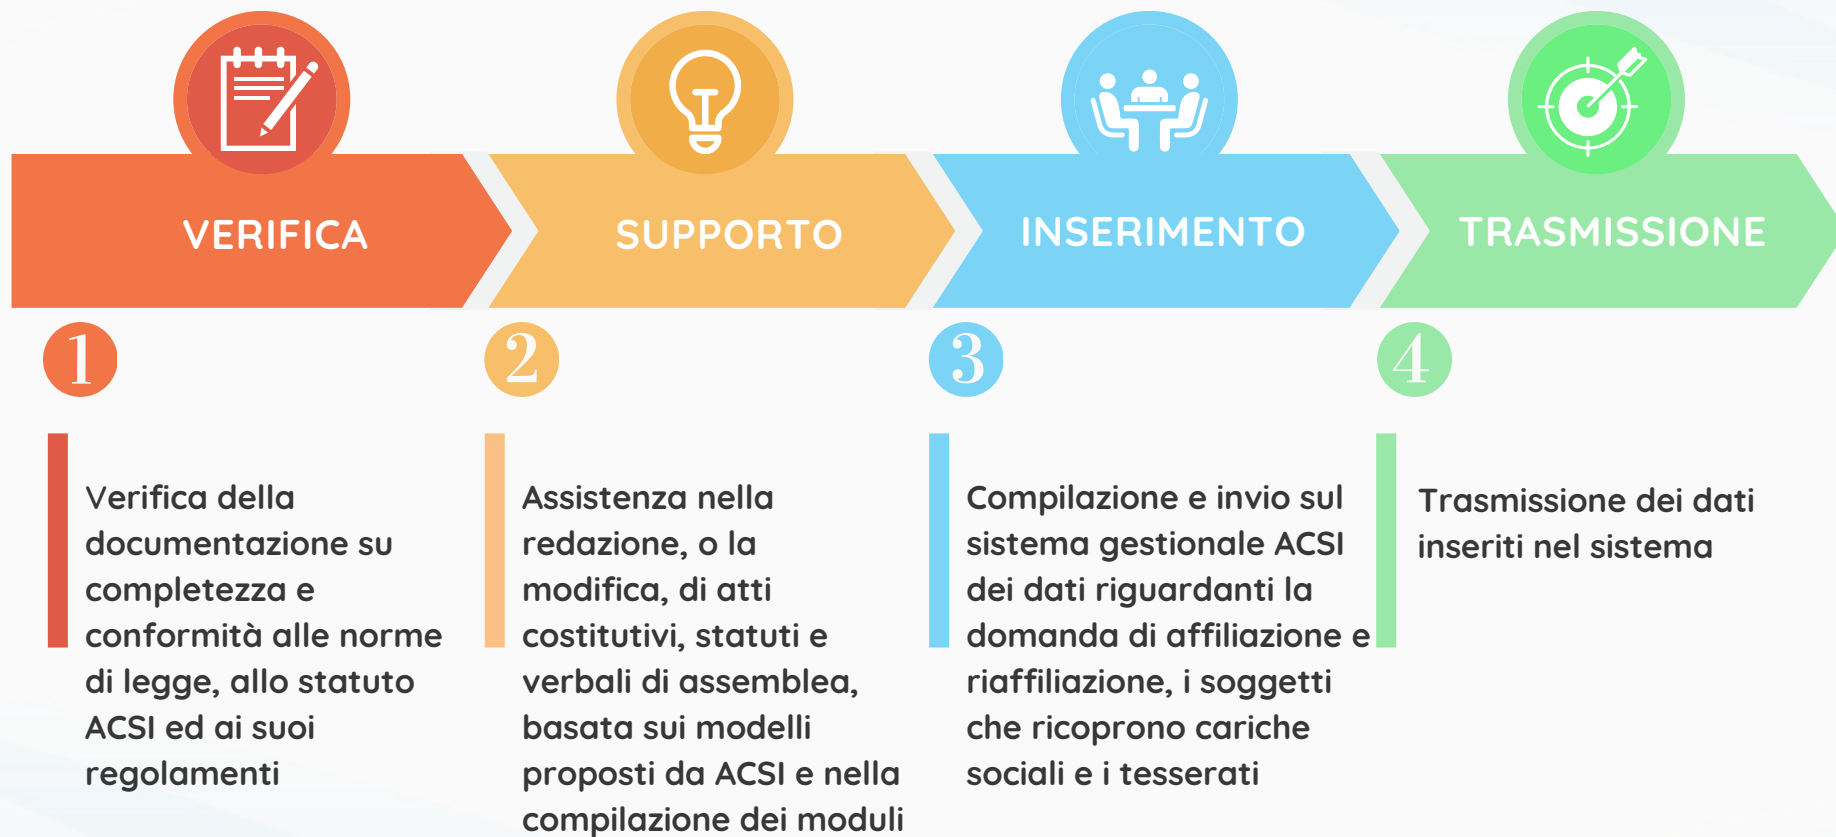 VERIFICA
SUPPORTO
INSERIMENTO
TRASMISSIONE
1
2
3
4
Verifica della
documentazione su
completezza e
conformità alle norme
di legge, allo statuto
ACSI ed ai suoi
regolamenti
Assistenza nella
redazione, o la
modifica, di atti
costitutivi, statuti e
verbali di assemblea,
basata sui modelli
proposti da ACSI e nella
compilazione dei moduli
Compilazione e invio sul
sistema gestionale ACSI
dei dati riguardanti la
domanda di affiliazione e
riaffiliazione, i soggetti
che ricoprono cariche
sociali e i tesserati
Trasmissione dei dati
inseriti nel sistema